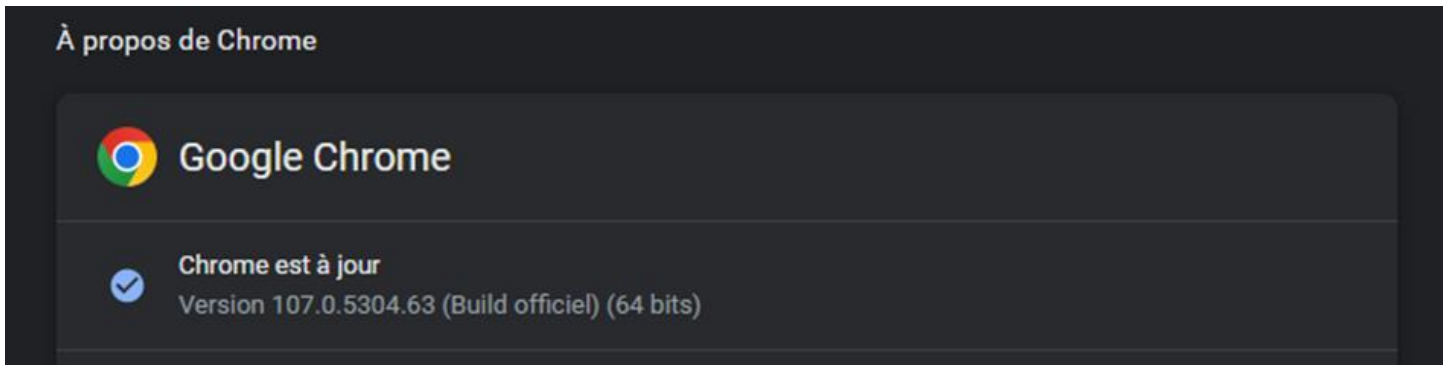 À propos de Chrome
Google Chrome
Chrome est à jour
Version 107.0.5304.63 (Build officiel) (64 bits)